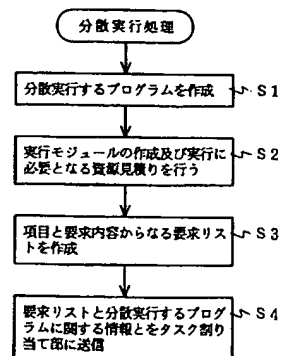 分散実行処理
分散実行するプログラムを作成
S1
実行モジュールの作成及び実行に
必要となる資源見積りを行う
S2
項目と要求内容からなる要求リス
トを作成
S3
要求リストと分散実行するプログ
ラムに関する情報とをタスク割り
当て部に送信
S4